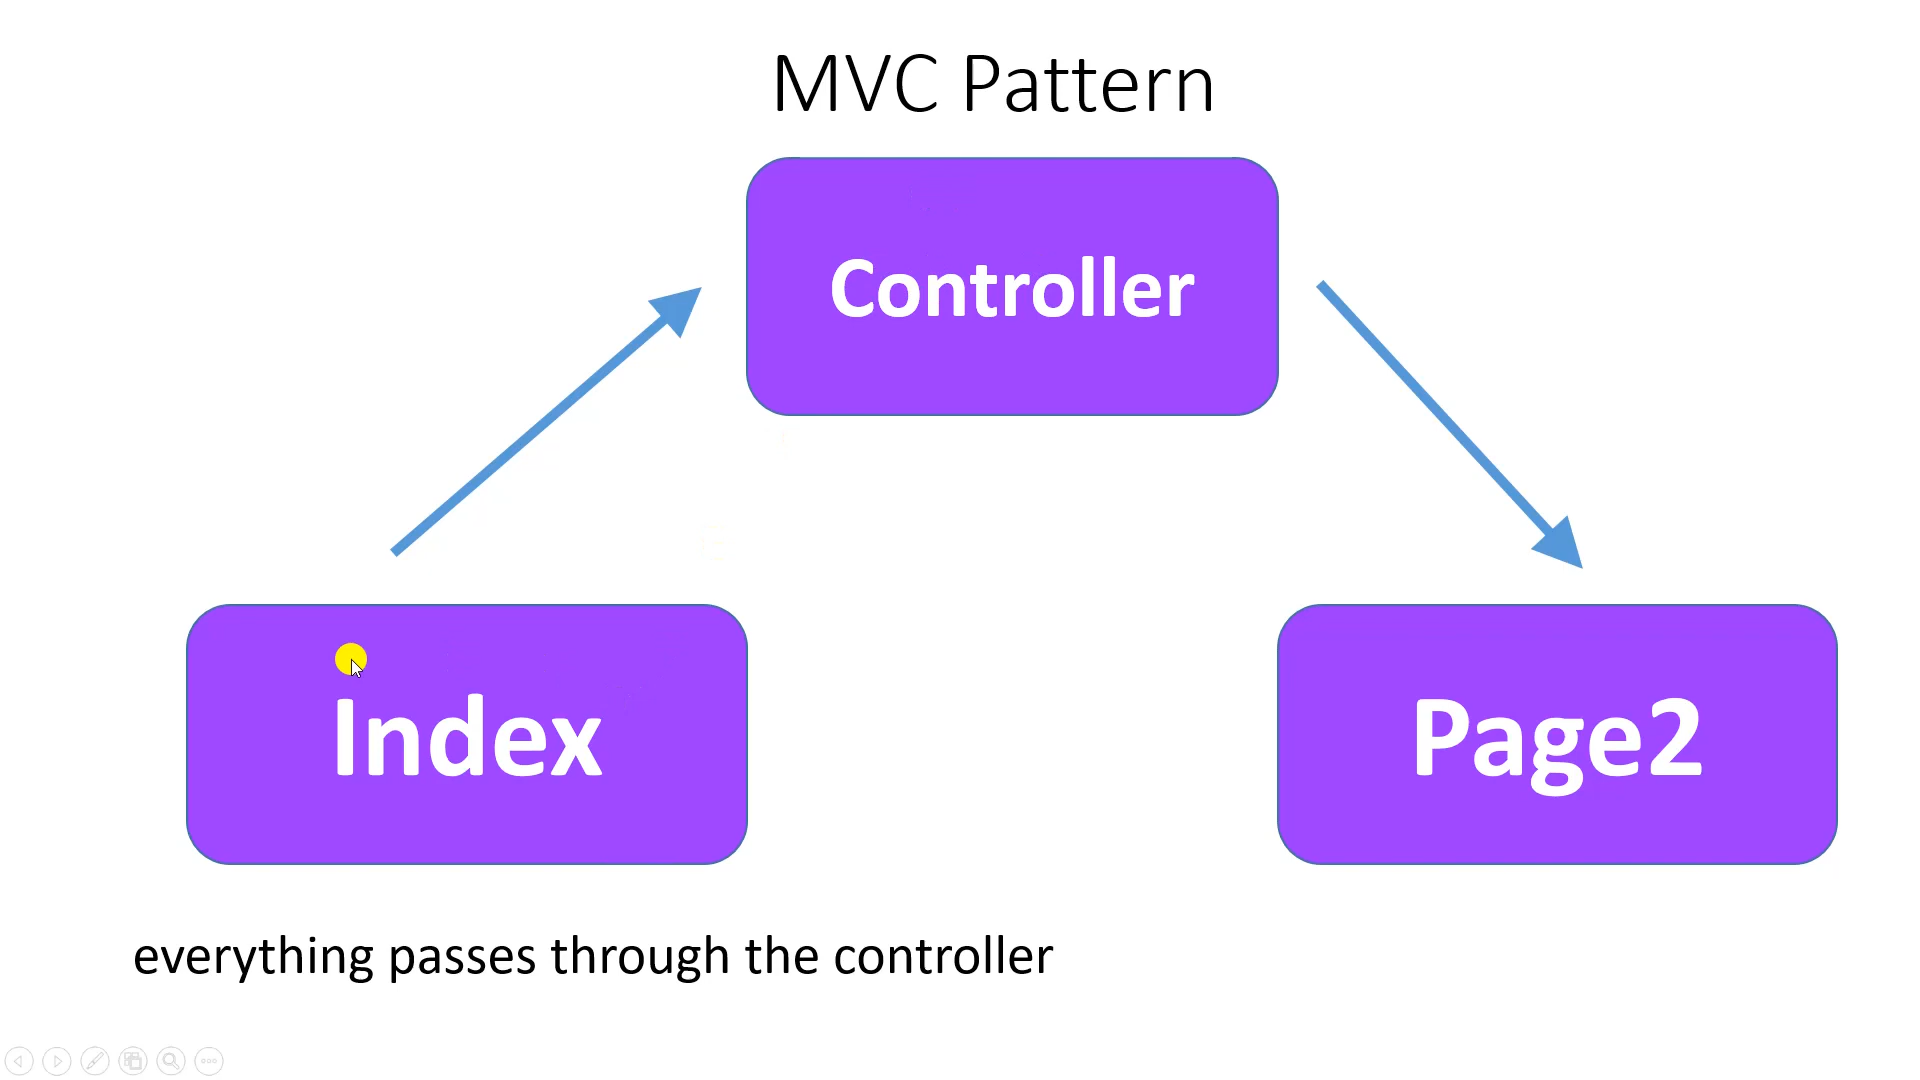 MVC Pattern
Controller
Index
Page2
everything passes through the controller